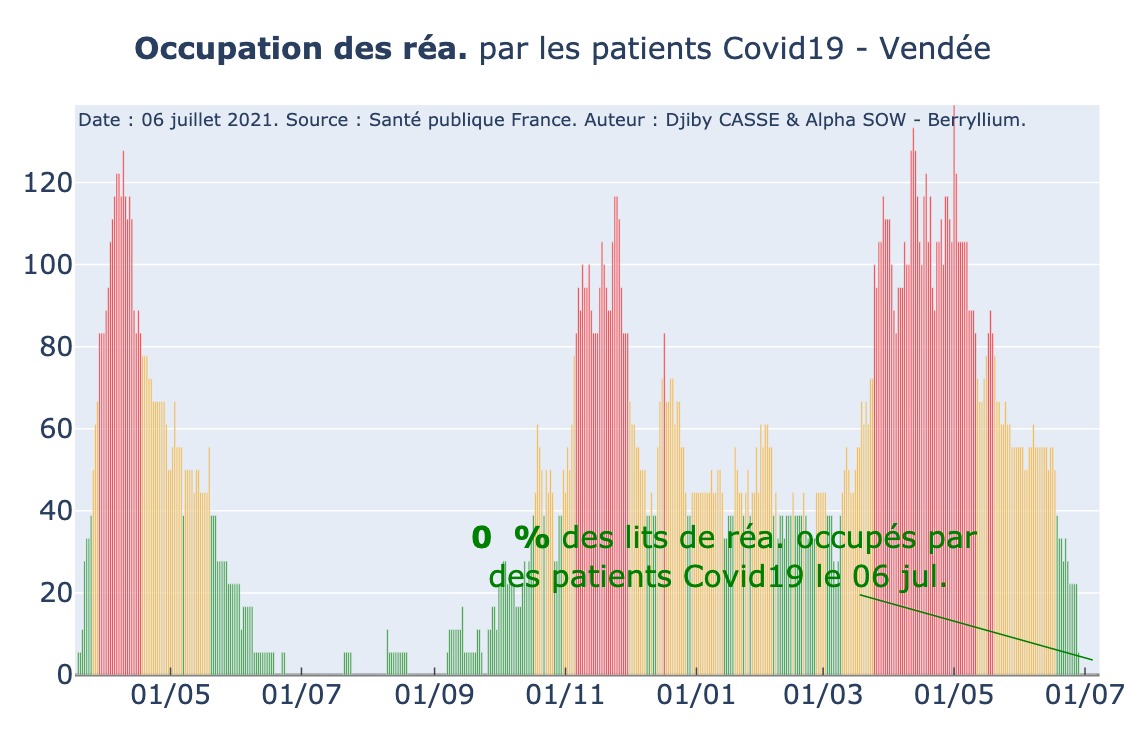 Occupation des réa. par les patients Covid19 - Vendée
Date : 06 juillet 2021. Source : Santé publique France. Auteur : Djiby CASSE & Alpha SOW - Berryllium.
120
100
80
60
40
20
0
0 % des lits de réa. occupés par
des patients Covid19 le 06 jul.
01/05 01/07 01/09 01/11 01/01 01/03 01/05 01/07